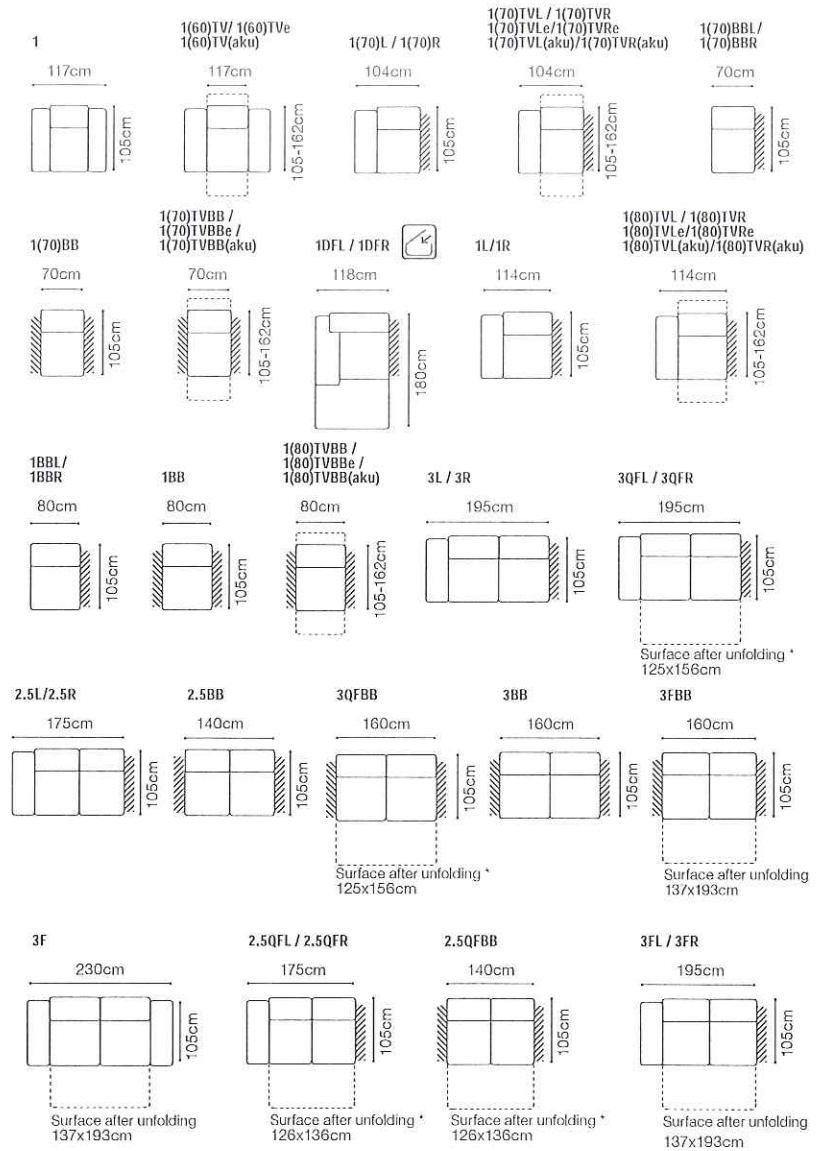 1
117cm
105cm
1(60)TV/ 1(60)TVe
1(60)TV(aku)
117cm
105-162cm
1(70)L / 1(70)R
104cm
105cm
1(70)TVL / 1(70)TVR
1(70)TVLe/1(70)TVRe
1(70)TVL(aku)/1(70)TVR(aku)
104cm
105-162cm
1(70)BBL/
1(70)BBR
70cm
105cm
1(70)BB
70cm
105cm
1(70)TVBB /
1(70)TVBBe /
1(70)TVBB(aku)
70cm
105-162cm
1DFL / 1DFR
118cm
180cm
1L/1R
114cm
105cm
1(80)TVL / 1(80)TVR
1(80)TVLe/1(80)TVRe
1(80)TVL(aku)/1(80)TVR(aku)
114cm
105-162cm
1BBL/
1BBR
80cm
105cm
1BB
80cm
105cm
1(80)TVBB /
1(80)TVBBe /
1(80)TVBB(aku)
80cm
105-162cm
3L / 3R
195cm
105cm
3QFL / 3QFR
195cm
105cm
Surface after unfolding *
125x156cm
2.5L/2.5R
175cm
105cm
2.5BB
140cm
105cm
3QFBB
160cm
105cm
Surface after unfolding *
125x156cm
3BB
160cm
105cm
3FBB
160cm
105cm
Surface after unfolding
137x193cm
3F
230cm
105cm
Surface after unfolding
137x193cm
2.5QFL / 2.5QFR
175cm
105cm
Surface after unfolding *
126x136cm
2.5QFBB
140cm
105cm
Surface after unfolding *
126x136cm
3FL / 3FR
195cm
105cm
Surface after unfolding
137x193cm